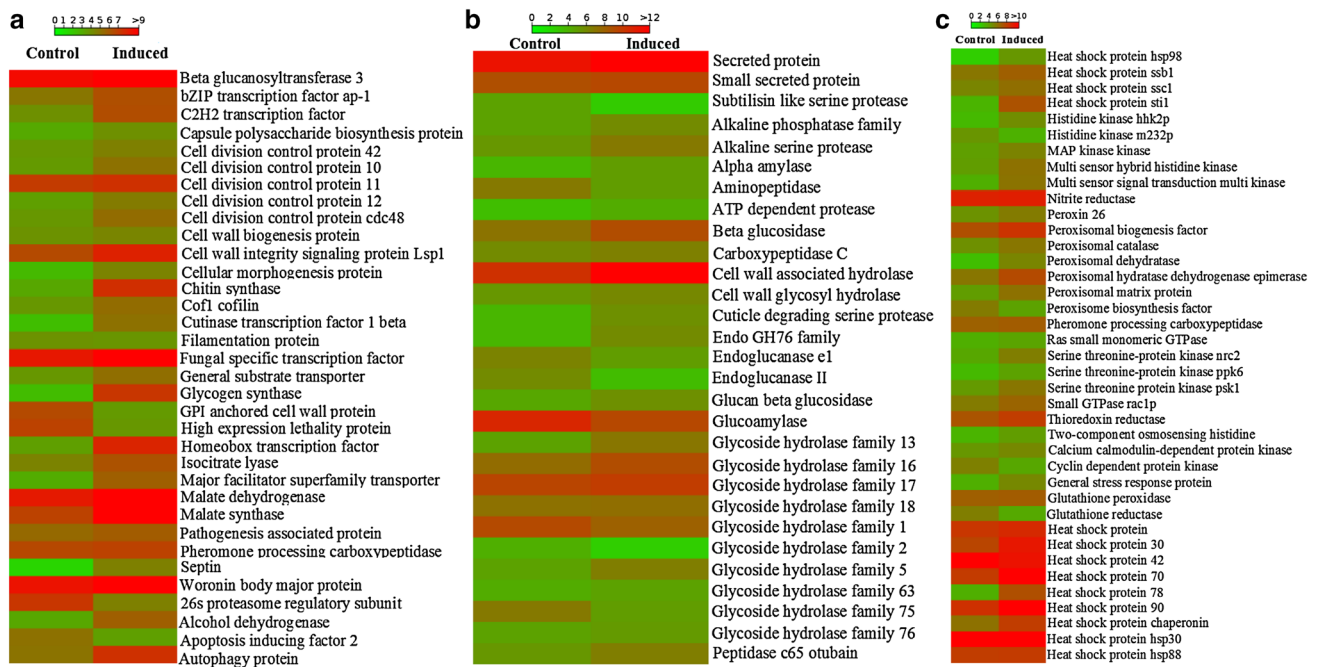 a
0 1 2 3 4 5 6 7 >9
Control Induced
Beta glucanosyltransferase 3
bZIP transcription factor ap-1
C2H2 transcription factor
Capsule polysaccharide biosynthesis protein
Cell division control protein 42
Cell division control protein 10
Cell division control protein 11
Cell division control protein 12
Cell division control protein cdc48
Cell wall biogenesis protein
Cell wall integrity signaling protein Lsp1
Cellular morphogenesis protein
Chitin synthase
Cof1 cofilin
Cutinase transcription factor 1 beta
Filamentation protein
Fungal specific transcription factor
General substrate transporter
Glycogen synthase
GPI anchored cell wall protein
High expression lethality protein
Homeobox transcription factor
Isocitrate lyase
Major facilitator superfamily transporter
Malate dehydrogenase
Malate synthase
Pathogenesis associated protein
Pheromone processing carboxypeptidase
Septin
Woronin body major protein
26s proteasome regulatory subunit
Alcohol dehydrogenase
Apoptosis inducing factor 2
Autophagy protein
b
0 2 4 6 8 10 >12
Control Induced
Secreted protein
Small secreted protein
Subtilisin like serine protease
Alkaline phosphatase family
Alkaline serine protease
Alpha amylase
Aminopeptidase
ATP dependent protease
Beta glucosidase
Carboxypeptidase C
Cell wall associated hydrolase
Cell wall glycosyl hydrolase
Cuticle degrading serine protease
Endo GH76 family
Endoglucanase e1
Endoglucanase II
Glucan beta glucosidase
Glucoamylase
Glycoside hydrolase family 13
Glycoside hydrolase family 16
Glycoside hydrolase family 17
Glycoside hydrolase family 18
Glycoside hydrolase family 1
Glycoside hydrolase family 2
Glycoside hydrolase family 5
Glycoside hydrolase family 63
Glycoside hydrolase family 75
Glycoside hydrolase family 76
Peptidase c65 otubain
c
0 2 4 6 8 >10
Control Induced
Heat shock protein hsp98
Heat shock protein ssb1
Heat shock protein ssc1
Heat shock protein sti1
Histidine kinase hhk2p
Histidine kinase m232p
MAP kinase kinase
Multi sensor hybrid histidine kinase
Multi sensor signal transduction multi kinase
Nitrite reductase
Peroxin 26
Peroxisomal biogenesis factor
Peroxisomal catalase
Peroxisomal dehydratase
Peroxisomal hydratase dehydrogenase epimerase
Peroxisomal matrix protein
Peroxisome biosynthesis factor
Pheromone processing carboxypeptidase
Ras small monomeric GTPase
Serine threonine-protein kinase nrc2
Serine threonine-protein kinase ppk6
Serine threonine protein kinase psk1
Small GTPase rac1p
Thioredoxin reductase
Two-component osmosensing histidine
Calcium calmodulin-dependent protein kinase
Cyclin dependent protein kinase
General stress response protein
Glutathione peroxidase
Glutathione reductase
Heat shock protein
Heat shock protein 30
Heat shock protein 42
Heat shock protein 70
Heat shock protein 78
Heat shock protein 90
Heat shock protein chaperonin
Heat shock protein hsp30
Heat shock protein hsp88